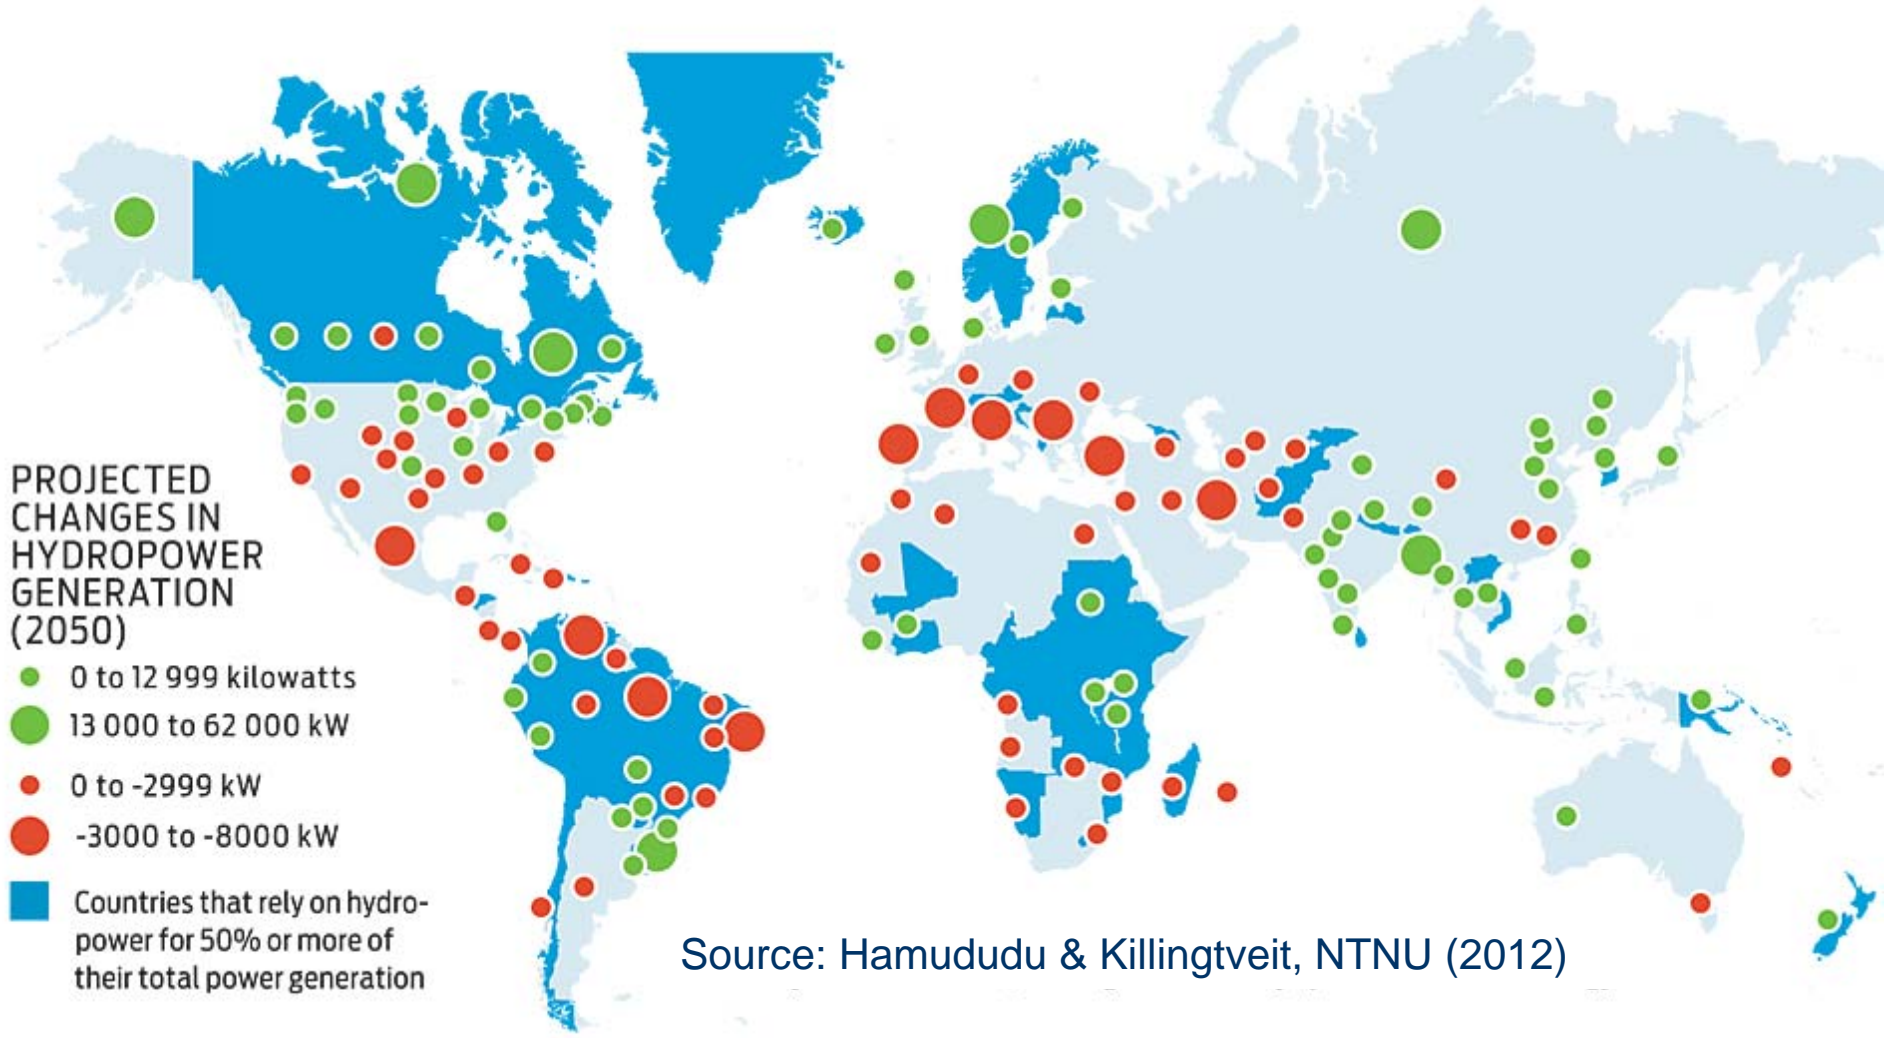 PROJECTED
CHANGES IN
HYDROPOWER
GENERATION
(2050)
0 to 12 999 kilowatts
13 000 to 62 000 kW
0 to -2999 kW
-3000 to -8000 kW
Countries that rely on hydro-
power for 50% or more of
their total power generation
Source: Hamududu & Killingtveit, NTNU (2012)